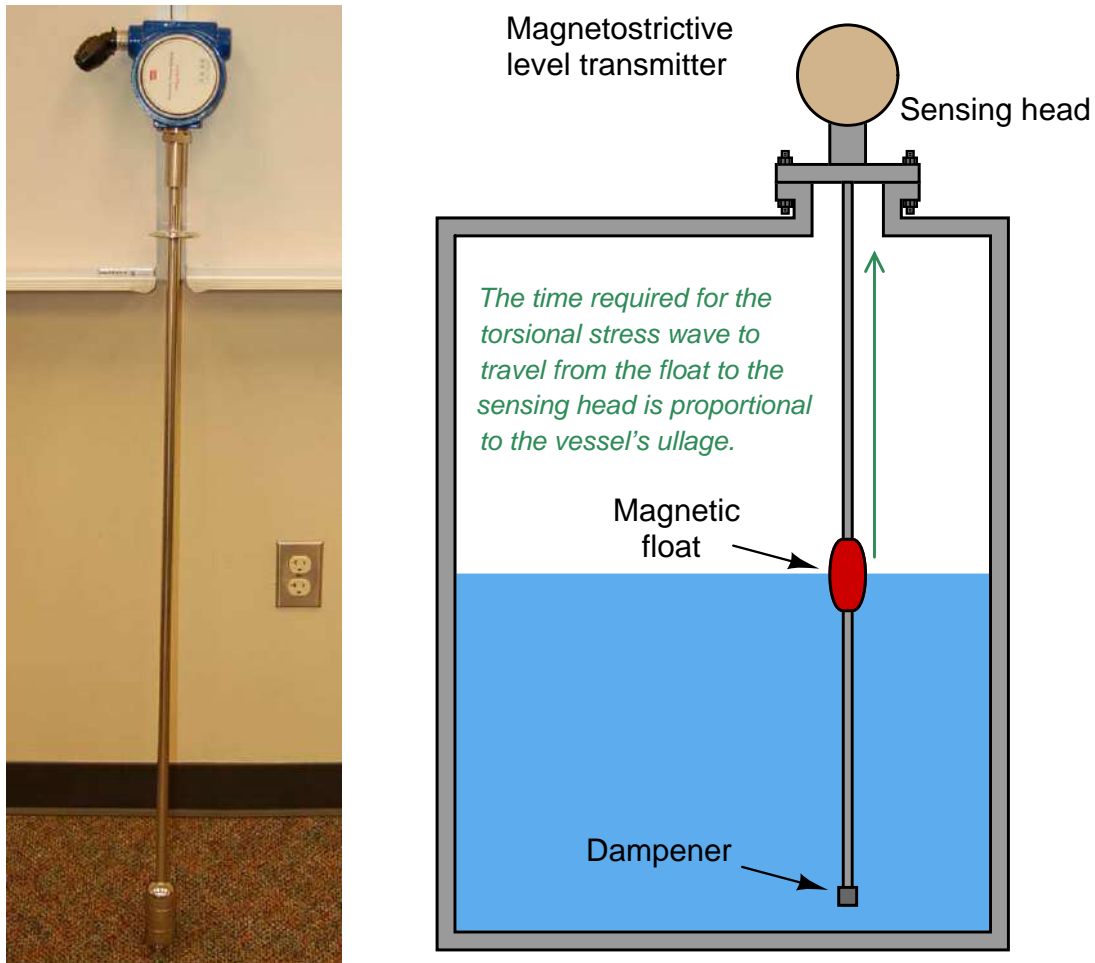 Magnetostrictive
level transmitter
Sensing head
The time required for the
torsional stress wave to
travel from the float to the
sensing head is proportional
to the vessel's ullage.
Magnetic
float
Dampener